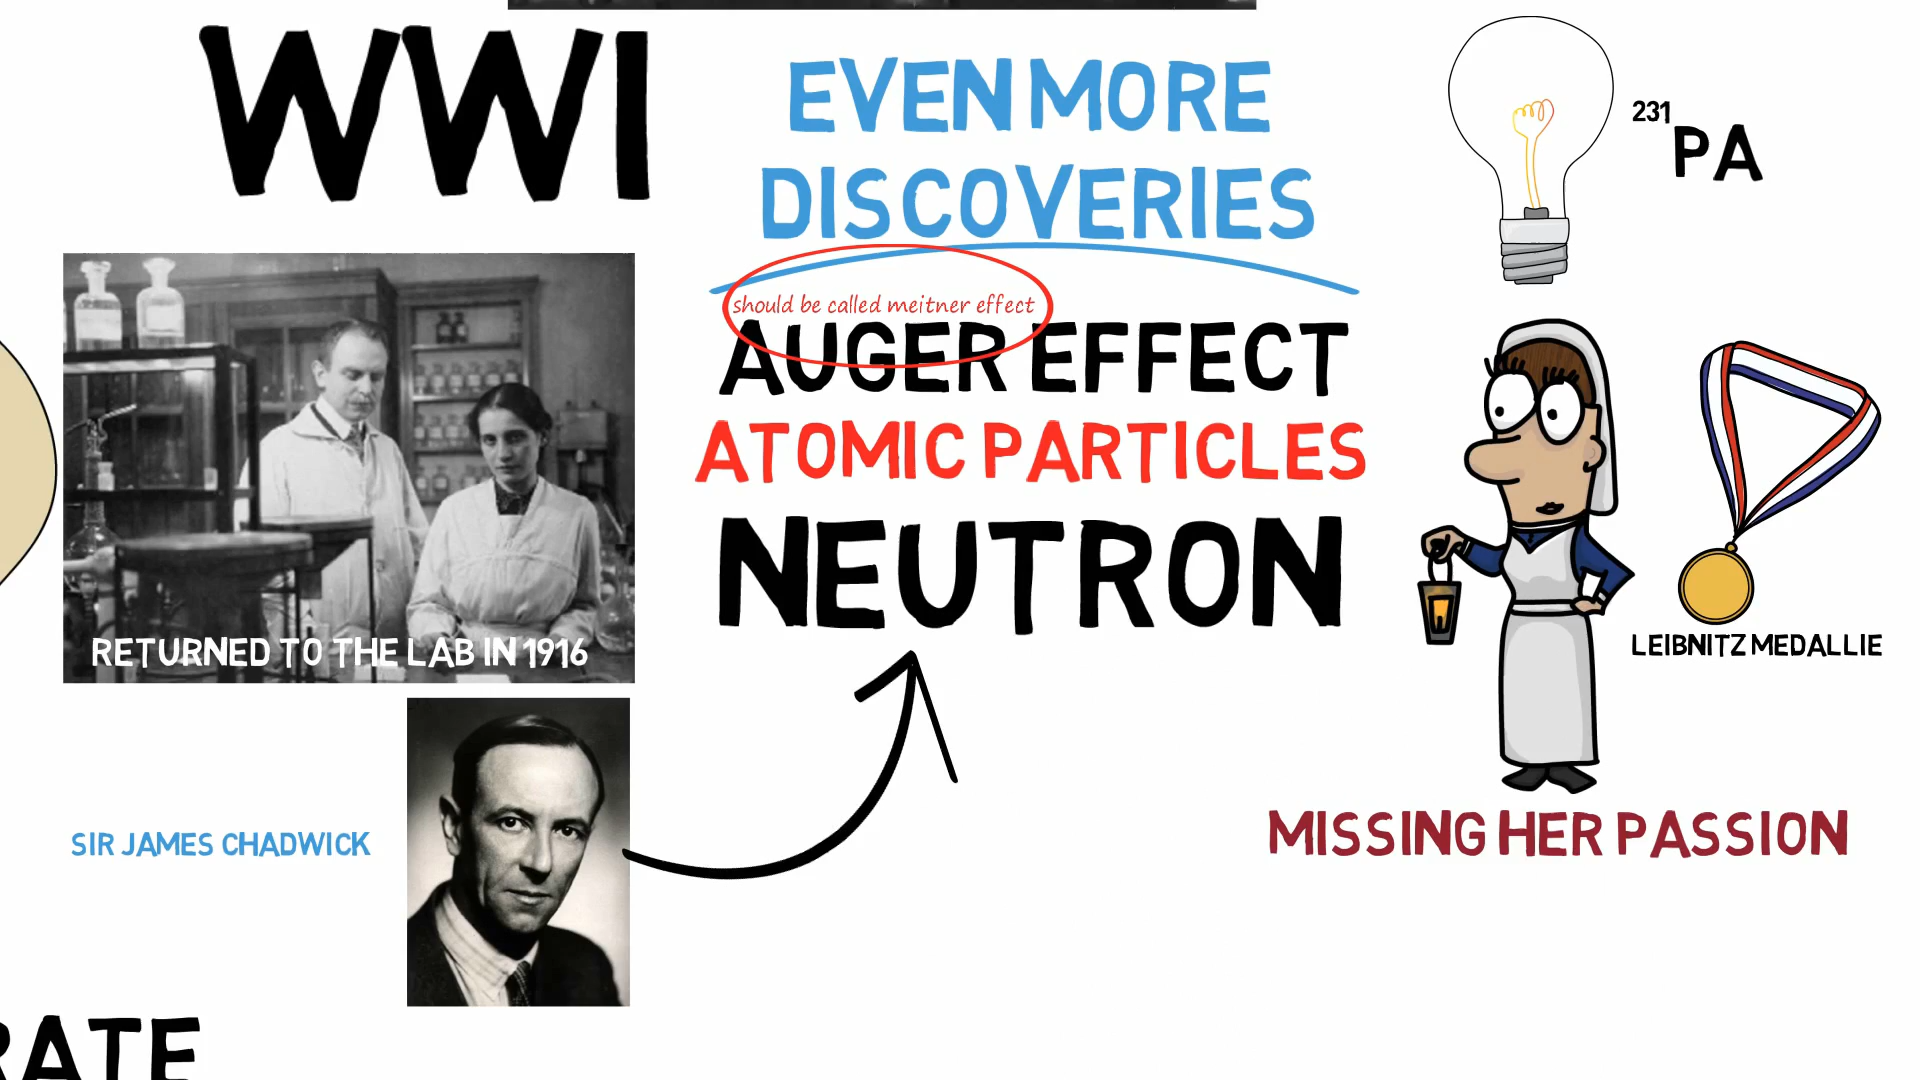 WWI
EVEN MORE
DISCOVERIES
231
PA
should be called meitner effect
AUGER EFFECT
ATOMIC PARTICLES
NEUTRON
RETURNED TO THE LAB IN 1916
LEIBNITZ MEDALLIE
SIR JAMES CHADWICK
MISSING HER PASSION
RATE